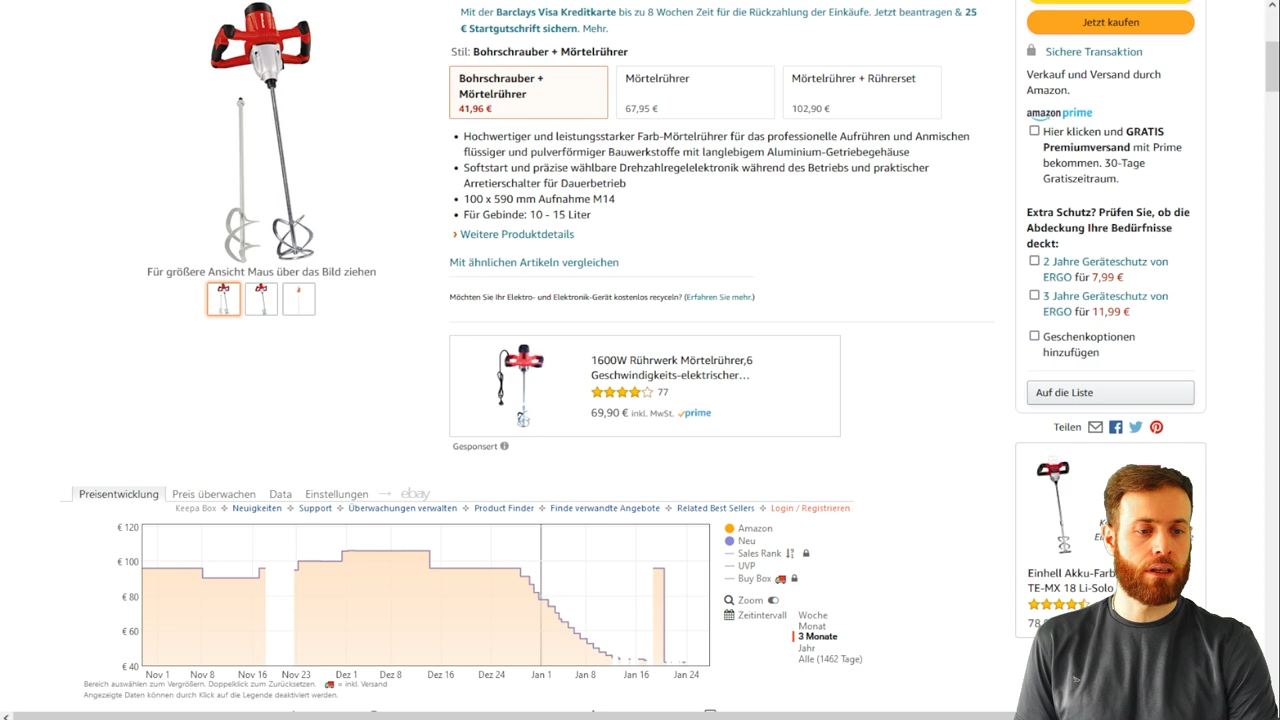 Mit der Barclays Visa Kreditkarte bis zu 8 Wochen Zeit für die Rückzahlung der Einkäufe. Jetzt beantragen & 25
€ Startgutschrift sichern. Mehr.
Stil: Bohrschrauber + Mörtelrührer
Bohrschrauber +
Mörtelrührer
41,96 €
Mörtelrührer
67,95 €
Mörtelrührer + Rührerset
102,90 €
Hochwertiger und leistungsstarker Farb-Mörtelrührer für das professionelle Aufrühren und Anmischen
flüssiger und pulverförmiger Bauwerkstoffe mit langlebigem Aluminium-Getriebegehäuse
Softstart und präzise wählbare Drehzahlregelelektronik während des Betriebs und praktischer
Arretierschalter für Dauerbetrieb
100 x 590 mm Aufnahme M14
Für Gebinde: 10 - 15 Liter
› Weitere Produktdetails
Mit ähnlichen Artikeln vergleichen
Möchten Sie Ihr Elektro- und Elektronik-Gerät kostenlos recyceln? (Erfahren Sie mehr.)
Für größere Ansicht Maus über das Bild ziehen
1600W Rührwerk Mörtelrührer,6
Geschwindigkeits-elektrischer…
77
69,90 € inkl. MwSt. prime
Gesponsert
Jetzt kaufen
Sichere Transaktion
Verkauf und Versand durch
Amazon.
amazon prime
Hier klicken und GRATIS
Premiumversand mit Prime
bekommen. 30-Tage
Gratiszeitraum.
Extra Schutz? Prüfen Sie, ob die
Abdeckung Ihre Bedürfnisse
deckt:
2 Jahre Geräteschutz von
ERGO für 7,99 €
3 Jahre Geräteschutz von
ERGO für 11,99 €
Geschenkoptionen
hinzufügen
Auf die Liste
Teilen
Einhell Akku-Farb
TE-MX 18 Li-Solo
78,
Preisentwicklung Preis überwachen Data Einstellungen → ebay
Keepa Box Neuigkeiten Support Überwachungen verwalten Product Finder Finde verwandte Angebote Related Best Sellers Login / Registrieren
€ 120
€ 100
€ 80
€ 60
€ 40
Nov 1 Nov 8 Nov 16 Nov 23 Dez 1 Dez 8 Dez 16 Dez 24 Jan 1 Jan 8 Jan 16 Jan 24
Amazon
Neu
Sales Rank
UVP
Buy Box
Zoom
Zeitintervall
Woche
Monat
3 Monate
Jahr
Alle (1462 Tage)
Bereich auswählen zum Vergrößern. Doppelklick zum Zurücksetzen. = inkl. Versand
Angezeigte Daten können durch Klick auf die Legende deaktiviert werden.